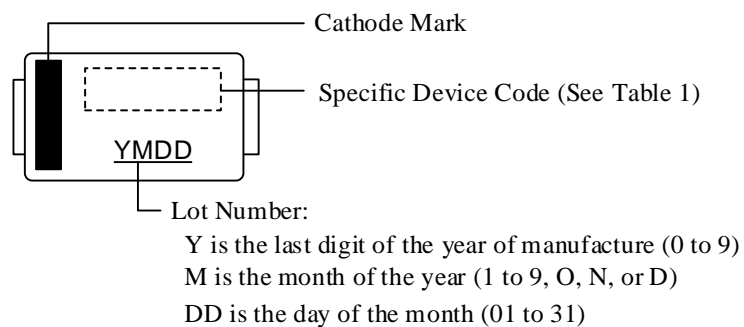 Cathode Mark
Specific Device Code (See Table 1)
YMDD
Lot Number:
Y is the last digit of the year of manufacture (0 to 9)
M is the month of the year (1 to 9, O, N, or D)
DD is the day of the month (01 to 31)